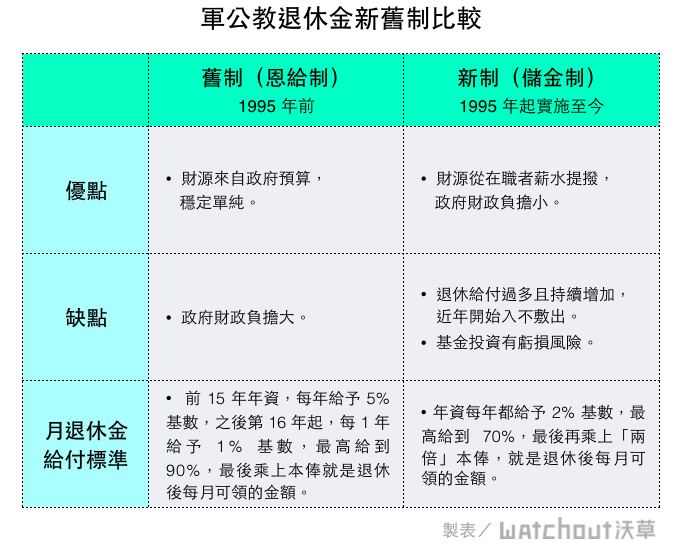 軍公教退休金新舊制比較
舊制（恩給制）
1995 年前
新制（儲金制）
1995 年起實施至今
優點
• 財源來自政府預算，
穩定單純。
• 財源從在職者薪水提撥，
政府財政負擔小。
缺點
• 政府財政負擔大。
• 退休給付過多且持續增加，
近年開始入不敷出。
• 基金投資有虧損風險。
月退休金
給付標準
• 前 15 年年資，每年給予 5%
基數，之後第 16 年起，每 1 年
給予 1% 基數，最高給到
90%，最後乘上本俸就是退休
後每月可領的金額。
• 年資每年都給予 2% 基數，最
高給到 70%，最後再乘上「兩
倍」本俸，就是退休後每月可
領的金額。
製表／ watchout沃草